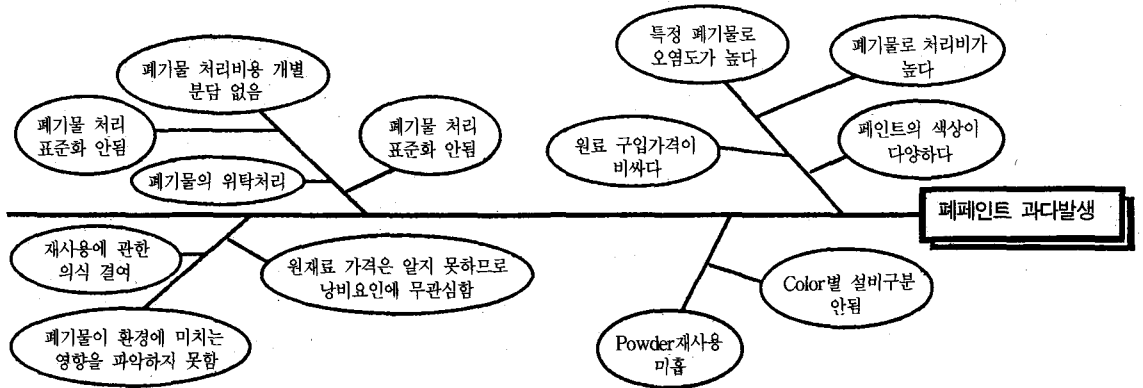 특정 폐기물로
오염도가 높다
폐기물로 처리비가
높다
폐기물 처리비용 개별
분담 없음
폐기물 처리
표준화 안됨
폐기물 처리
표준화 안됨
원료 구입가격이
비싸다
페인트의 색상이
다양하다
폐기물의 위탁처리
폐페인트 과다발생
재사용에 관한
의식 결여
원재료 가격은 알지 못하므로
낭비요인에 무관심함
Color별 설비구분
안됨
폐기물이 환경에 미치는
영향을 파악하지 못함
Powder재사용
미흡